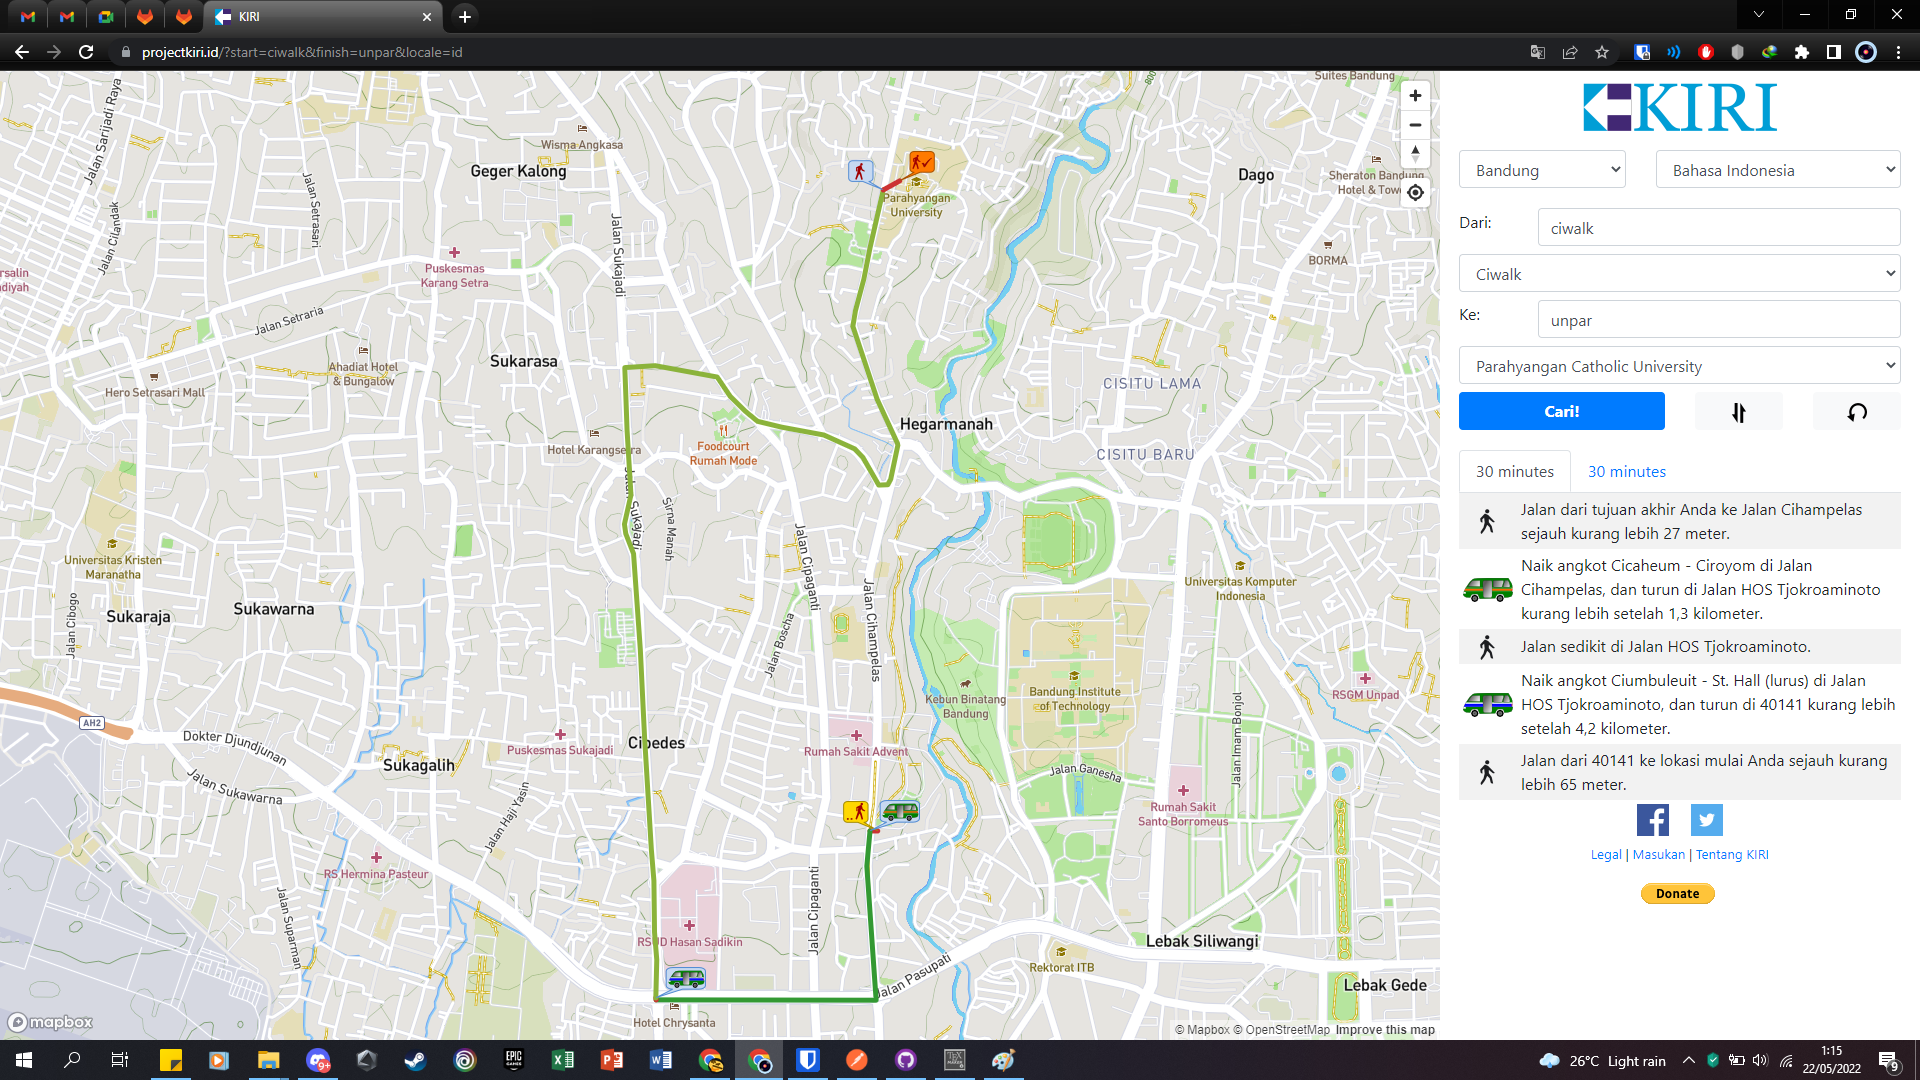 KIRI
projectkiri.id/?start=ciwalk&finish=unpar&locale=id
Suites Bandung
800
Jalan Sarijadi Raya
Wisma Angkasa
Geger Kalong
Parahyangan
University
Dago
Sheraton Bandung
Jalan Setrasari
Jalan Cilandak
Jalan Sukajadi
Puskesmas
Karang Setra
BORMA
Jalan Setraria
Sukarasa
Ahadiat Hotel
& Bungalow
Hero Setrasari Mall
CISITU LAMA
Hegarmanah
Hotel Karangsetra
Foodcourt
Rumah Mode
CISITU BARU
Jalan Sukajadi
Sirna Manah
Jalan Cipaganti
Universitas Kristen
Maranatha
Universitas Komputer
Indonesia
Sukaraja
Sukawarna
Jalan Cibogo
Jalan Boscha
Jalan Cihampelas
Kebun Binatang
Bandung
Bandung Institute
of Technology
RSGM Unpad
Jalan Imam Bonjol
AH2
Dokter Djundjunan
Puskesmas Sukajadi
Cipedes
Rumah Sakit Advent
Sukagalih
Jalan Ganesha
Jalan Sukawarna
Jalan Haji Yasin
Rumah Sakit
Santo Borromeus
RS Hermina Pasteur
Jalan Suparman
Jalan Cipaganti
RSUD Hasan Sadikin
Lebak Siliwangi
Jalan Pasupati
Rektorat ITB
Lebak Gede
Hotel Chrysanta
mapbox
© Mapbox © OpenStreetMap Improve this map
KIRI
Bandung
Bahasa Indonesia
Dari:
ciwalk
Ciwalk
Ke:
unpar
Parahyangan Catholic University
Cari!
30 minutes
30 minutes
Jalan dari tujuan akhir Anda ke Jalan Cihampelas
sejauh kurang lebih 27 meter.
Naik angkot Cicaheum - Ciroyom di Jalan
Cihampelas, dan turun di Jalan HOS Tjokroaminoto
kurang lebih setelah 1,3 kilometer.
Jalan sedikit di Jalan HOS Tjokroaminoto.
Naik angkot Ciumbuleuit - St. Hall (lurus) di Jalan
HOS Tjokroaminoto, dan turun di 40141 kurang lebih
setelah 4,2 kilometer.
Jalan dari 40141 ke lokasi mulai Anda sejauh kurang
lebih 65 meter.
Legal | Masukan | Tentang KIRI
Donate
26°C Light rain
1:15
22/05/2022
9